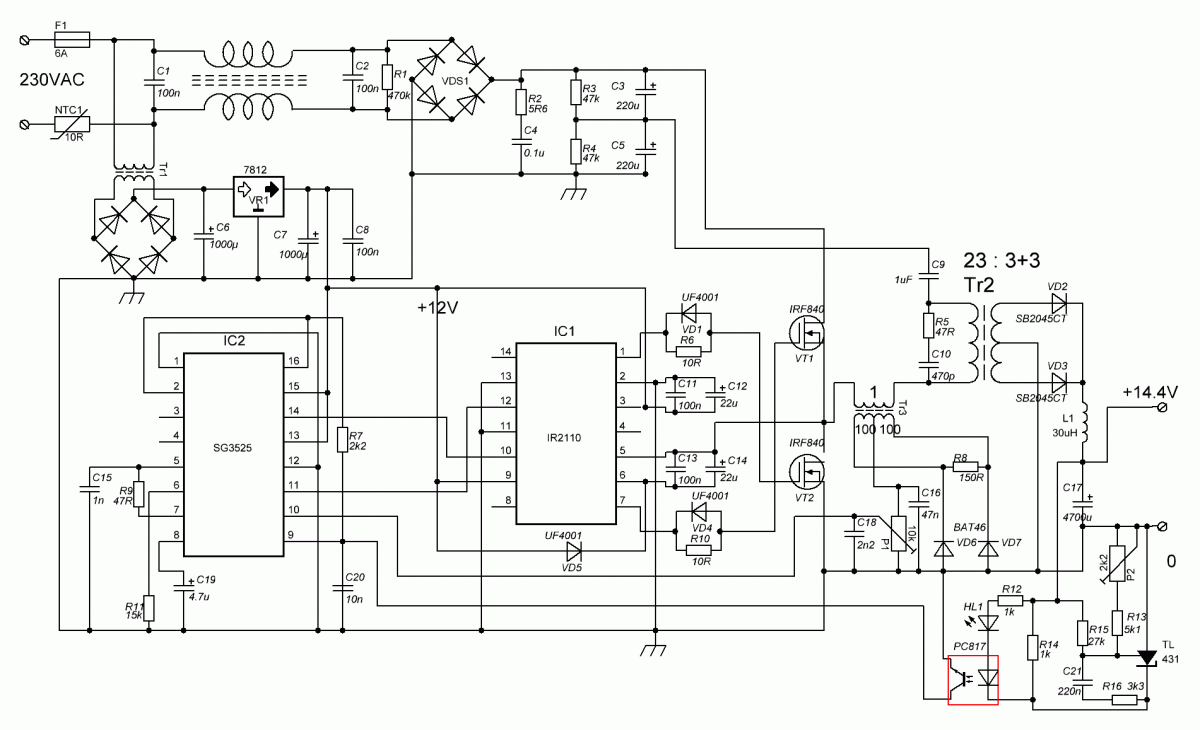 F1
6A
230VAC
NTC1
10R
C1
100n
C2
100n
R1
470k
VDS1
R2
5R6
C4
0.1u
R3
47k
R4
47k
C3
220u
C5
220u
Tr1
7812
VR1
C6
1000µ
C7
1000µ
C8
100n
+12V
IC2
SG3525
1
2
3
4
5
6
7
8
16
15
14
13
12
11
10
9
R7
2k2
C15
1n
R9
47R
R11
15k
C19
4.7u
C20
10n
IC1
IR2110
14
13
12
11
10
9
8
1
2
3
4
5
6
7
UF4001
VD5
UF4001
VD1
R6
10R
C11
100n
C12
22u
C13
100n
C14
22u
UF4001
VD4
R10
10R
IRF840
VT1
IRF840
VT2
C9
1uF
23 : 3+3
Tr2
R5
47R
C10
470p
VD2
SB2045CT
VD3
SB2045CT
+14.4V
L1
30uH
1
Tr3
100 100
R8
150R
C16
47n
C18
2n2
10k
P1
BAT46
VD6
VD7
C17
4700u
0
2k2
P2
HL1
R12
1k
PC817
R14
1k
R15
27k
R13
5k1
TL
431
C21
220n
R16 3k3